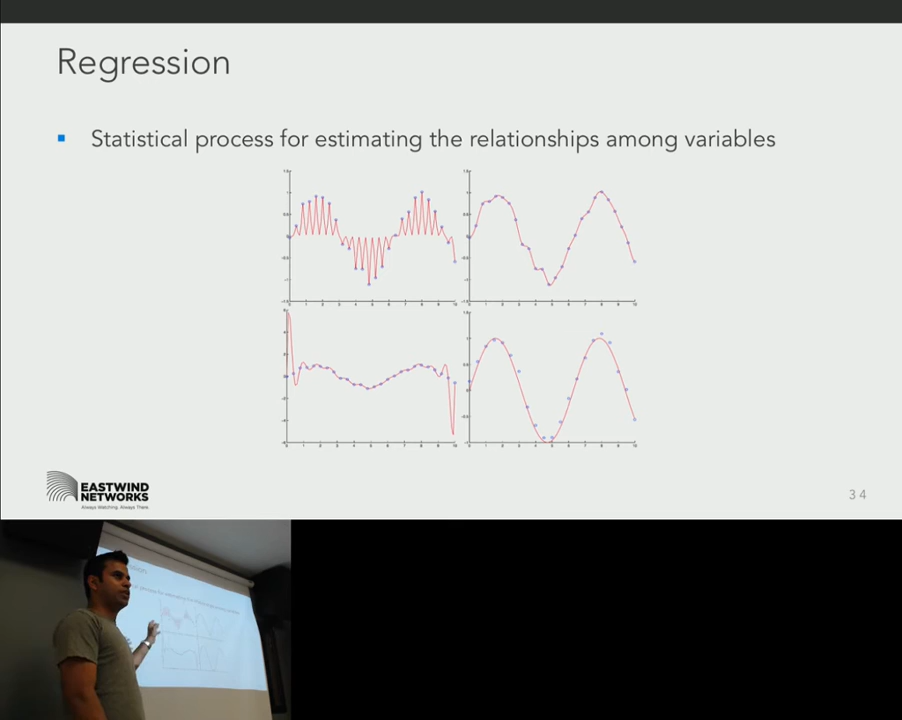 Regression
Statistical process for estimating the relationships among variables
EASTWIND
NETWORKS
Always Watching. Always There.
34